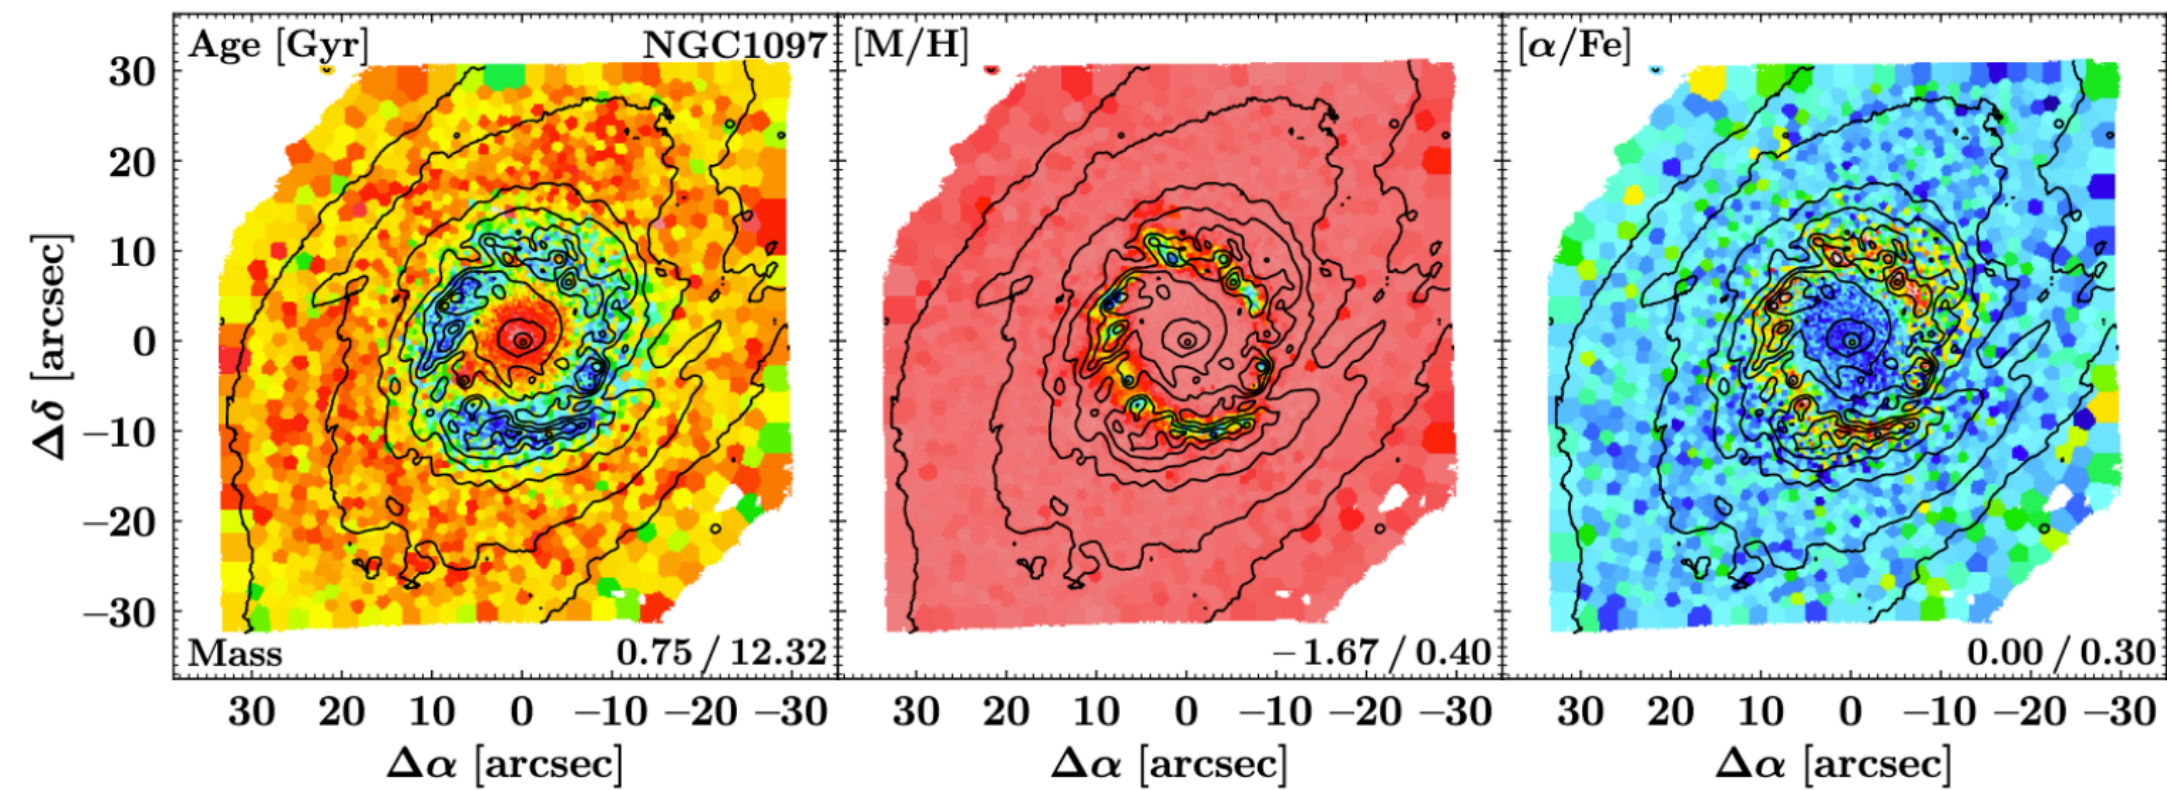 Age [Gyr] NGC1097 [M/H] [α/Fe]
30
20
10
0
−10
−20
−30
Δδ [arcsec]
Mass 0.75 / 12.32 −1.67 / 0.40 0.00 / 0.30
30 20 10 0 −10 −20 −30 30 20 10 0 −10 −20 −30 30 20 10 0 −10 −20 −30
Δα [arcsec] Δα [arcsec] Δα [arcsec]